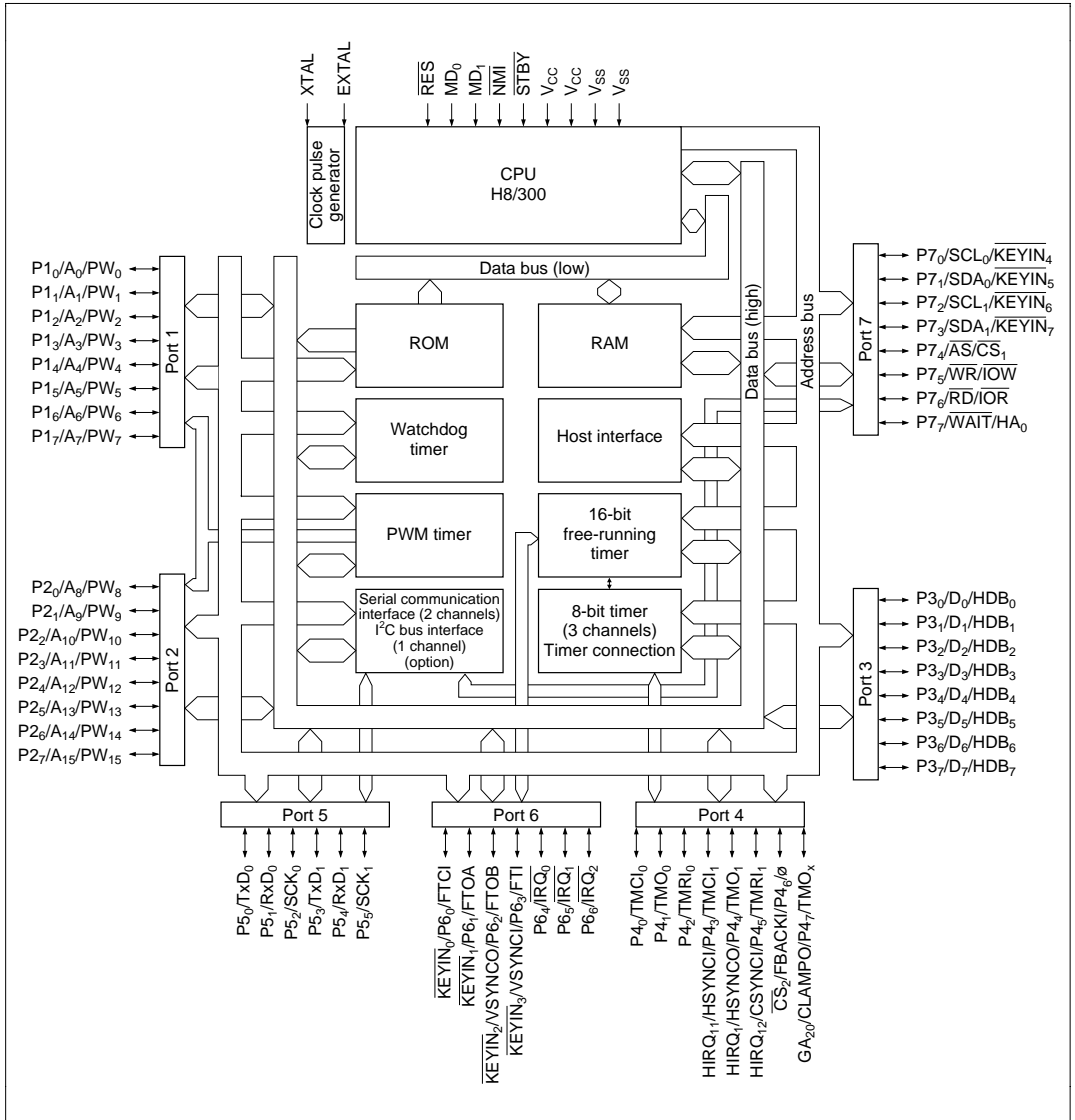 XTAL
EXTAL
RES
MD0
MD1
NMI
STBY
VCC
VCC
VSS
VSS
Clock pulse
generator
CPU
H8/300
Data bus (low)
Data bus (high)
Address bus
ROM
RAM
Watchdog
timer
Host interface
PWM timer
16-bit
free-running
timer
Serial communication
interface (2 channels)
I²C bus interface
(1 channel)
(option)
8-bit timer
(3 channels)
Timer connection
P10/A0/PW0
P11/A1/PW1
P12/A2/PW2
P13/A3/PW3
P14/A4/PW4
P15/A5/PW5
P16/A6/PW6
P17/A7/PW7
Port 1
P20/A8/PW8
P21/A9/PW9
P22/A10/PW10
P23/A11/PW11
P24/A12/PW12
P25/A13/PW13
P26/A14/PW14
P27/A15/PW15
Port 2
Port 7
P70/SCL0/KEYIN4
P71/SDA0/KEYIN5
P72/SCL1/KEYIN6
P73/SDA1/KEYIN7
P74/AS/CS1
P75/WR/IOW
P76/RD/IOR
P77/WAIT/HA0
Port 3
P30/D0/HDB0
P31/D1/HDB1
P32/D2/HDB2
P33/D3/HDB3
P34/D4/HDB4
P35/D5/HDB5
P36/D6/HDB6
P37/D7/HDB7
Port 5
P50/TxD0
P51/RxD0
P52/SCK0
P53/TxD1
P54/RxD1
P55/SCK1
Port 6
KEYIN0/P60/FTCI
KEYIN1/P61/FTOA
KEYIN2/VSYNCO/P62/FTOB
KEYIN3/VSYNCI/P63/FTI
P64/IRQ0
P65/IRQ1
P66/IRQ2
Port 4
P40/TMCI0
P41/TMO0
P42/TMRI0
HIRQ11/HSYNCI/P43/TMCI1
HIRQ1/HSYNCO/P44/TMO1
HIRQ12/CSYNCI/P45/TMRI1
CS2/FBACKI/P46/ø
GA20/CLAMPO/P47/TMOx